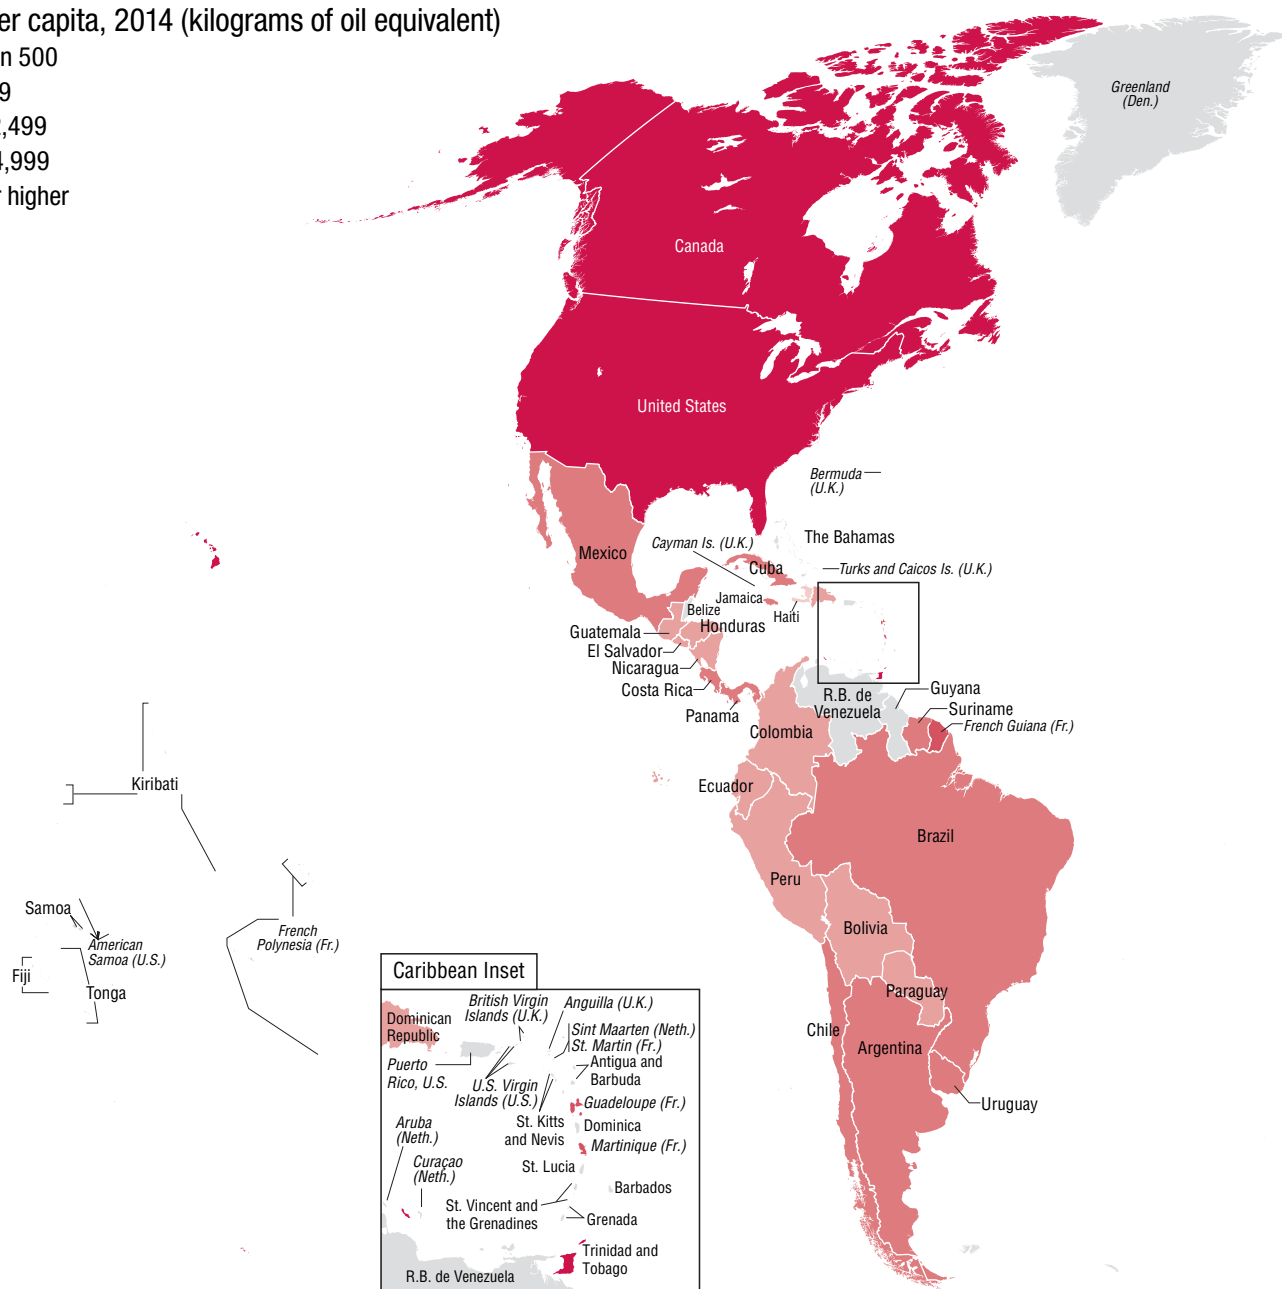 er capita, 2014 (kilograms of oil equivalent)
n 500
9
2,499
4,999
r higher
Greenland
(Den.)
Canada
United States
Bermuda
(U.K.)
The Bahamas
Cayman Is. (U.K.)
Mexico
Cuba
Turks and Caicos Is. (U.K.)
Jamaica
Belize
Haiti
Honduras
Guatemala
El Salvador
Nicaragua
Costa Rica
Panama
R.B. de
Venezuela
Guyana
Suriname
French Guiana (Fr.)
Colombia
Ecuador
Kiribati
Brazil
Peru
Bolivia
Samoa
American
Samoa (U.S.)
French
Polynesia (Fr.)
Fiji
Tonga
Paraguay
Chile
Argentina
Uruguay
Caribbean Inset
Dominican
Republic
British Virgin
Islands (U.K.)
Anguilla (U.K.)
Sint Maarten (Neth.)
St. Martin (Fr.)
Antigua and
Barbuda
Puerto
Rico, U.S.
U.S. Virgin
Islands (U.S.)
Guadeloupe (Fr.)
St. Kitts
and Nevis
Dominica
Aruba
(Neth.)
Martinique (Fr.)
Curaçao
(Neth.)
St. Lucia
Barbados
St. Vincent and
the Grenadines
Grenada
Trinidad and
Tobago
R.B. de Venezuela